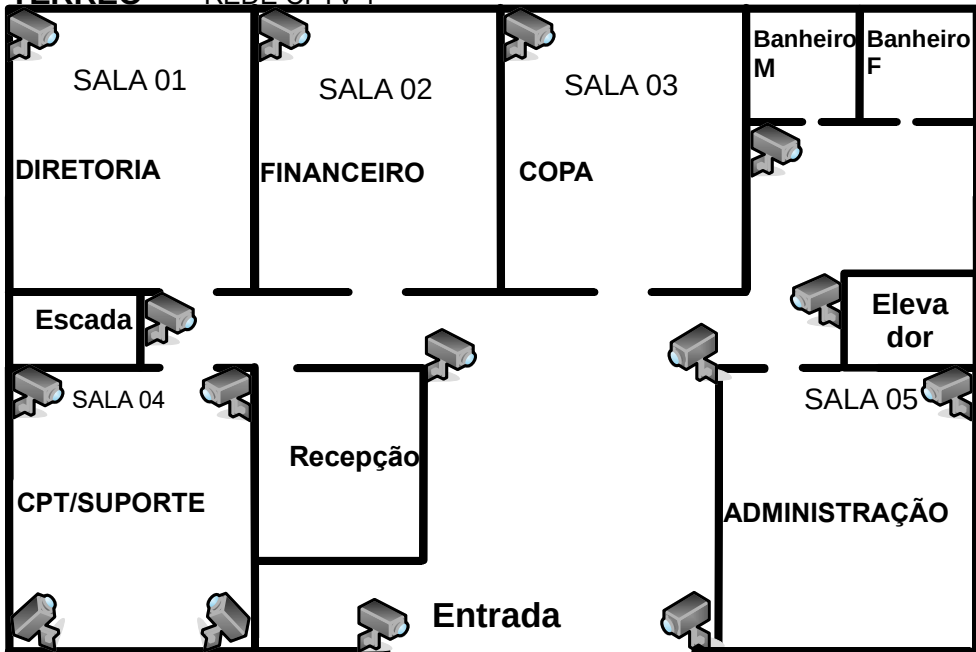 SALA 01
SALA 02
SALA 03
Banheiro
M
Banheiro
F
DIRETORIA
FINANCEIRO
COPA
Escada
Eleva
dor
SALA 04
SALA 05
Recepção
CPT/SUPORTE
ADMINISTRAÇÃO
Entrada